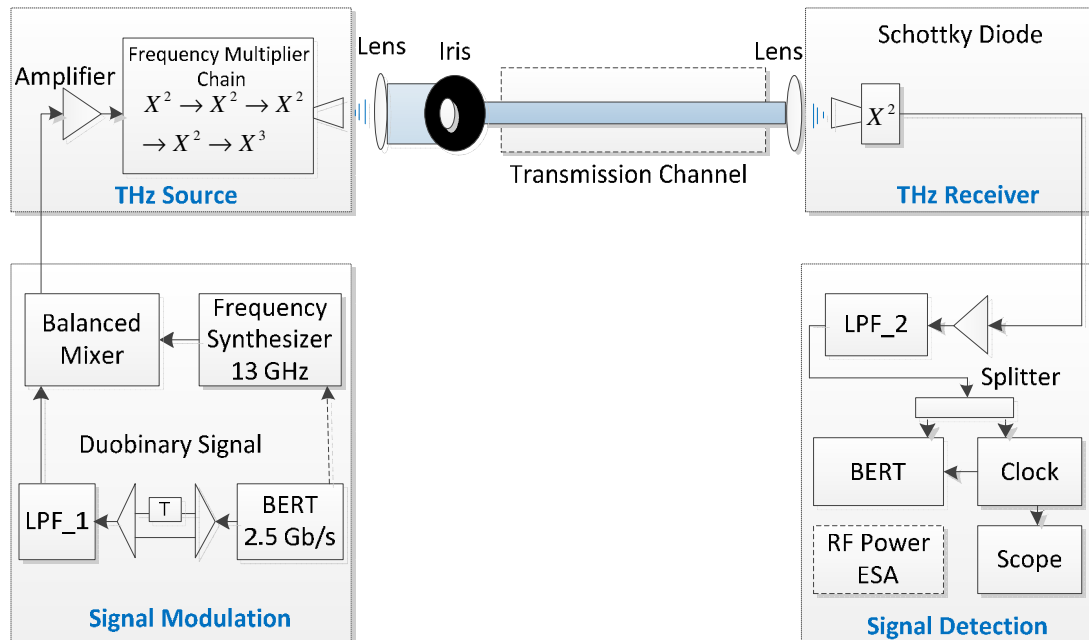 Amplifier
Frequency Multiplier
Chain
X² → X² → X²
→ X² → X³
THz Source
Lens
Iris
Transmission Channel
Lens
Schottky Diode
X²
THz Receiver
Balanced
Mixer
Frequency
Synthesizer
13 GHz
Duobinary Signal
LPF_1
T
BERT
2.5 Gb/s
Signal Modulation
LPF_2
Splitter
BERT
Clock
RF Power
ESA
Scope
Signal Detection